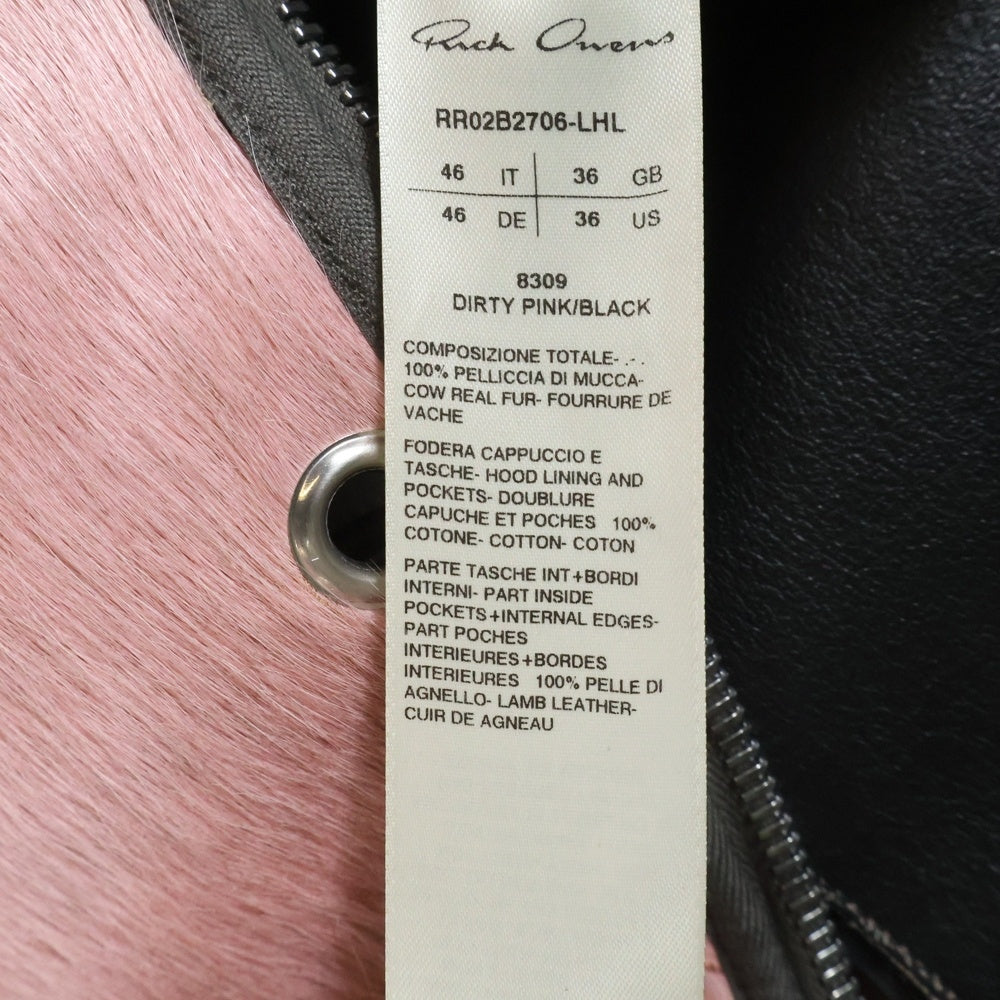 Rick Owens
RR02B2706-LHL
46 IT 36 GB
46 DE 36 US
8309
DIRTY PINK/BLACK
COMPOSIZIONE TOTALE- .- .
100% PELLICCIA DI MUCCA-
COW REAL FUR- FOURRURE DE
VACHE
FODERA CAPPUCCIO E
TASCHE- HOOD LINING AND
POCKETS- DOUBLURE
CAPUCHE ET POCHES 100%
COTONE- COTTON- COTON
PARTE TASCHE INT+BORDI
INTERNI- PART INSIDE
POCKETS+INTERNAL EDGES-
PART POCHES
INTERIEURES+BORDES
INTERIEURES 100% PELLE DI
AGNELLO- LAMB LEATHER-
CUIR DE AGNEAU